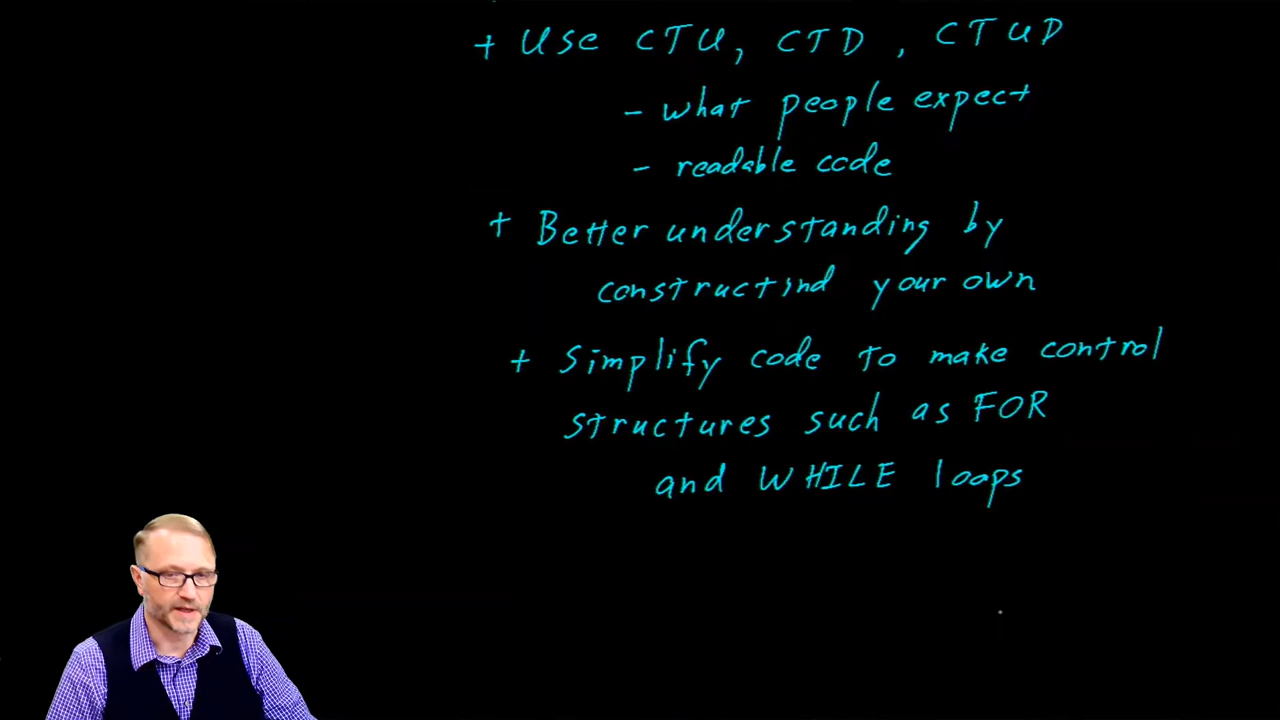 + Use CTU, CTD, CTUD
- what people expect
- readable code
+ Better understanding by
constructind your own
+ Simplify code to make control
structures such as FOR
and WHILE loops